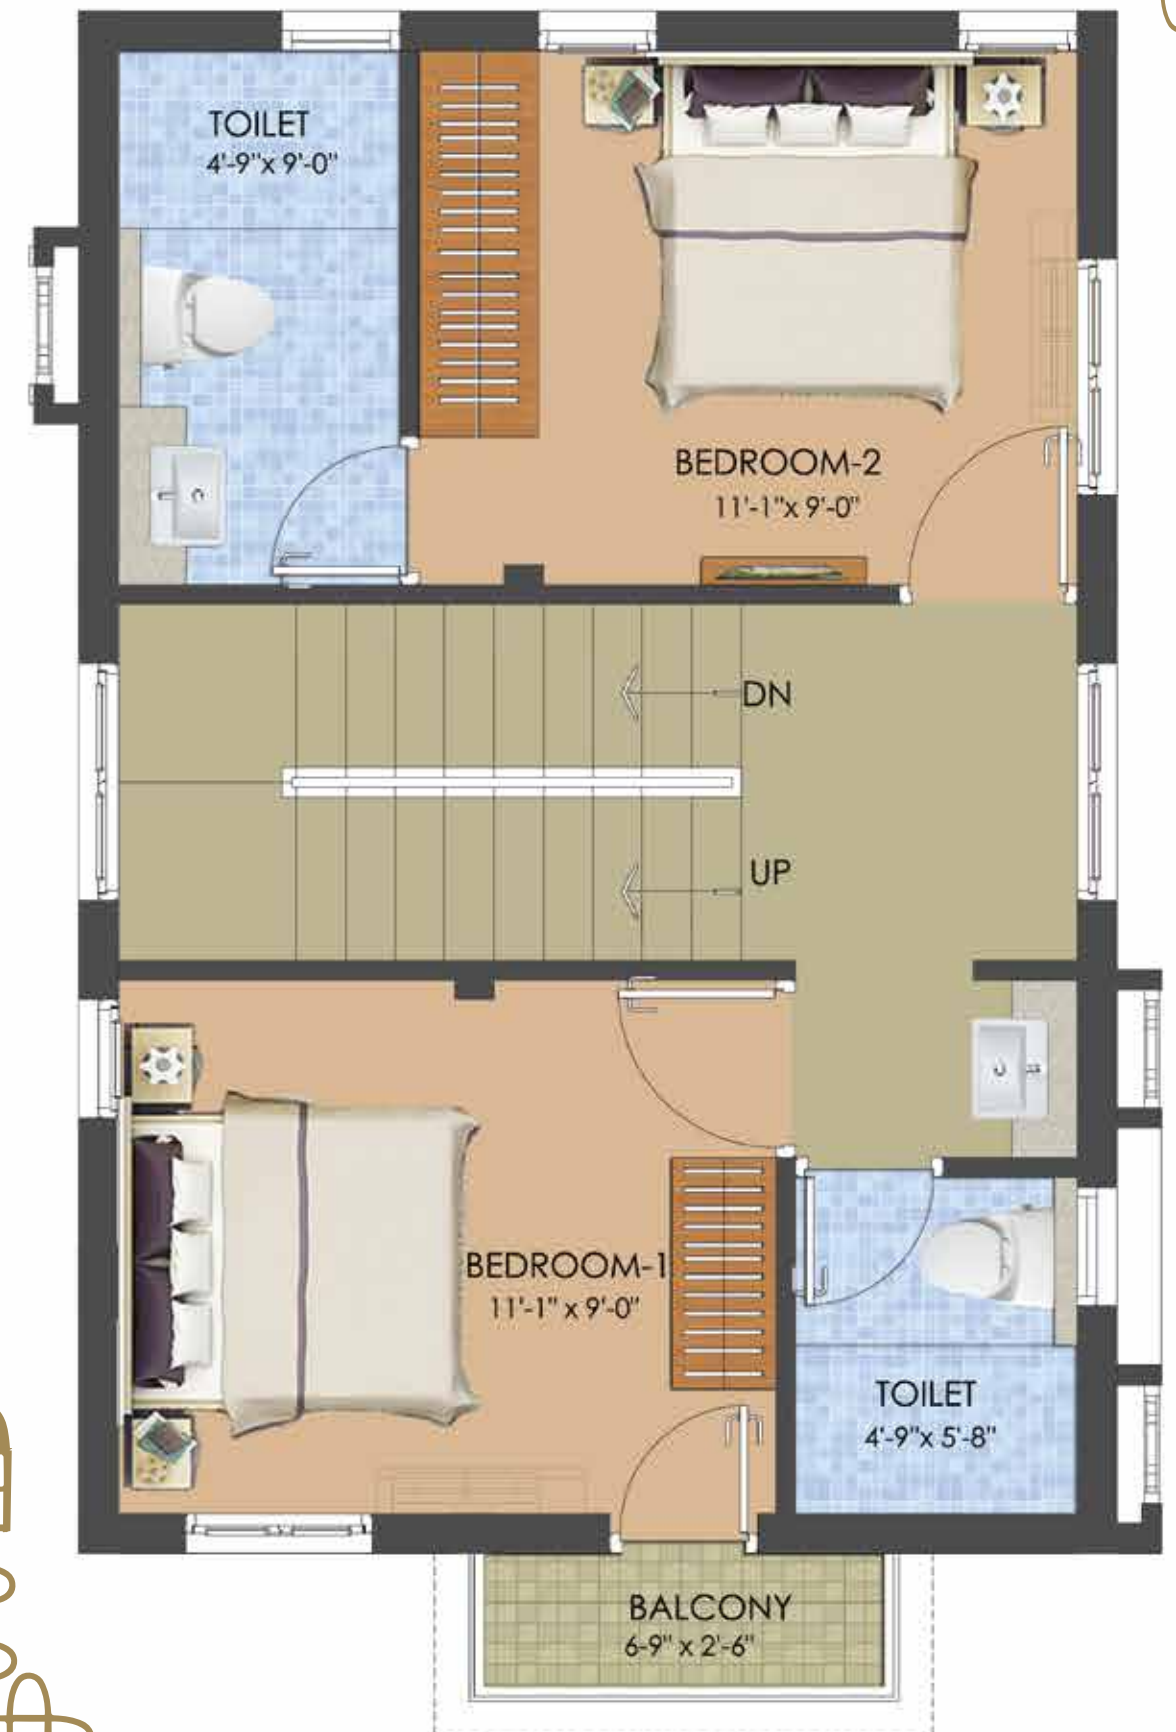 TOILET
4'-9"x 9'-0"
BEDROOM-2
11'-1"x 9'-0"
DN
UP
BEDROOM-1
11'-1" x 9'-0"
TOILET
4'-9"x 5'-8"
BALCONY
6-9" x 2'-6"